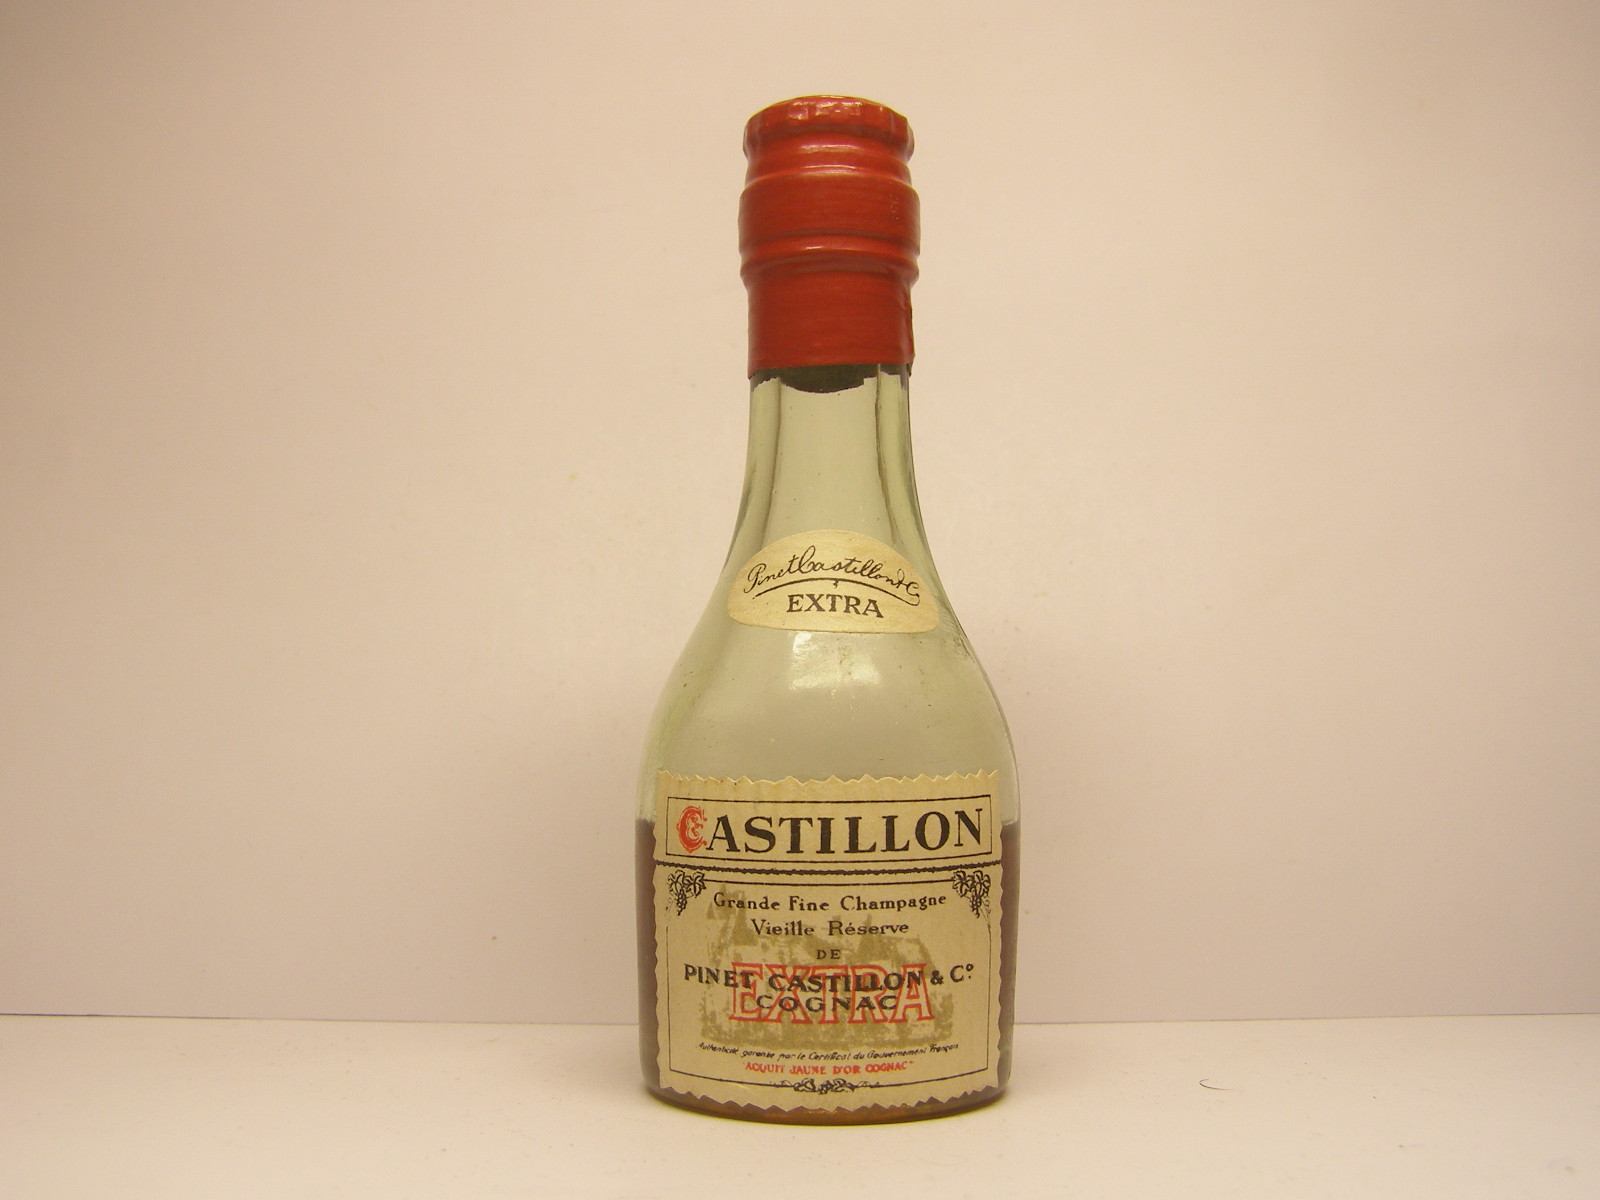 Pinet Castillon & Cº
EXTRA
CASTILLON
Grande Fine Champagne
Vieille Réserve
DE
PINET CASTILLON & Cº
EXTRA
COGNAC
Authenticité garantie par le Certificat du Gouvernement Français
"ACQUIT JAUNE D'OR COGNAC"